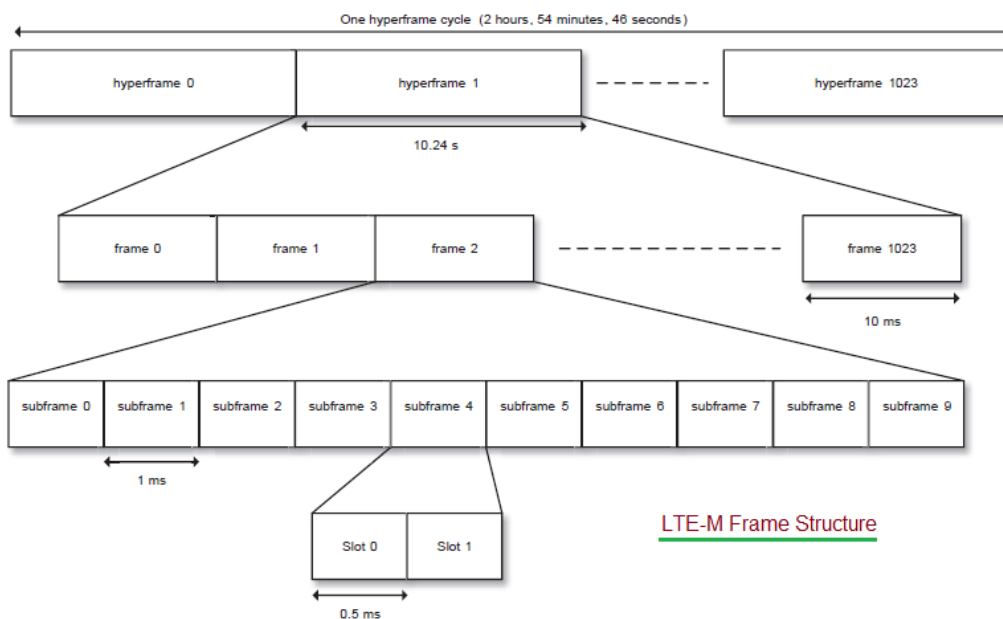 One hyperframe cycle (2 hours, 54 minutes, 46 seconds)
hyperframe 0
hyperframe 1
hyperframe 1023
10.24 s
frame 0
frame 1
frame 2
frame 1023
10 ms
subframe 0
subframe 1
subframe 2
subframe 3
subframe 4
subframe 5
subframe 6
subframe 7
subframe 8
subframe 9
1 ms
Slot 0
Slot 1
LTE-M Frame Structure
0.5 ms